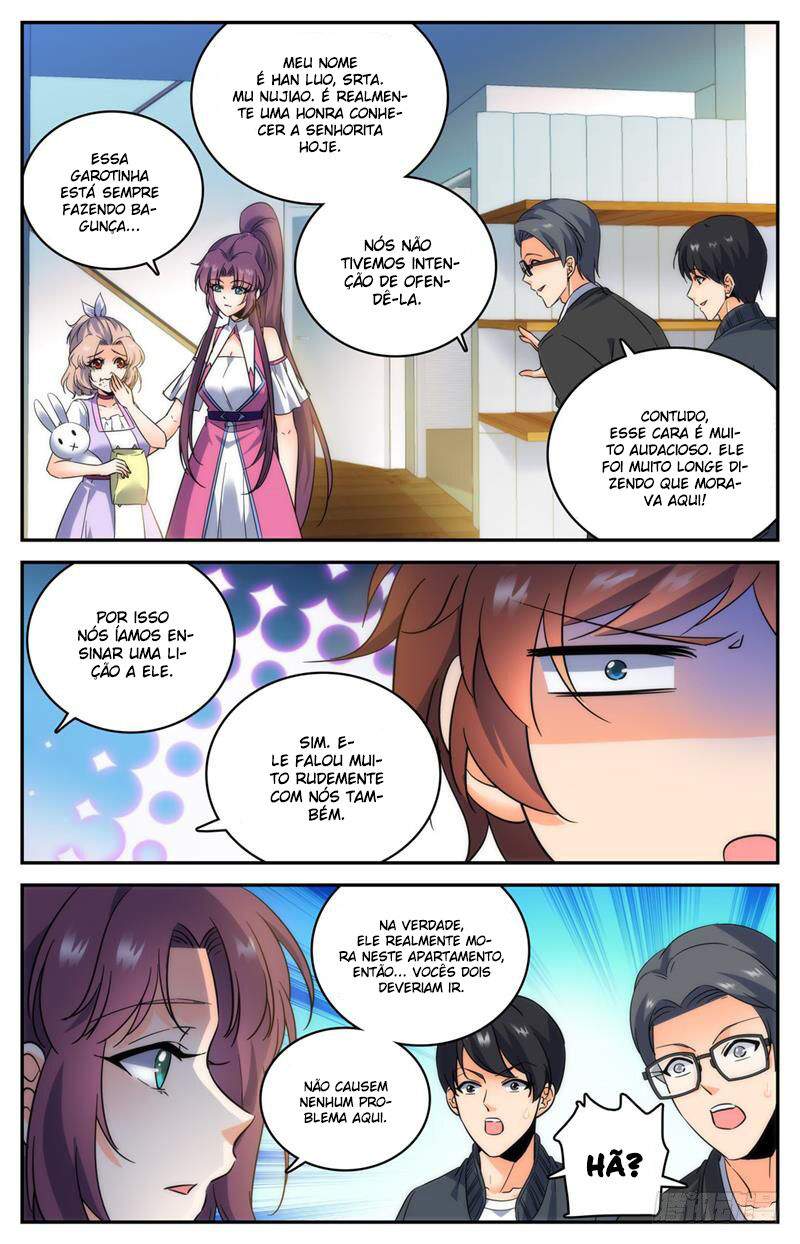 MEU NOME
É HAN LUO, SRTA.
MU NUJIAO. É REALMEN-
TE UMA HONRA CONHE-
CER A SENHORITA
HOJE.
ESSA
GAROTINHA
ESTÁ SEMPRE
FAZENDO BA-
GUNÇA...
NÓS NÃO
TIVEMOS INTEN-
ÇÃO DE OFEN-
DÊ-LA.
CONTUDO,
ESSE CARA É MUI-
TO AUDACIOSO. ELE
FOI MUITO LONGE DI-
ZENDO QUE MORA-
VA AQUI!
POR ISSO
NÓS ÍAMOS EN-
SINAR UMA LI-
ÇÃO A ELE.
SIM. E-
LE FALOU MUI-
TO RUDEMENTE
COM NÓS TAM-
BÉM.
NA VERDADE,
ELE REALMENTE MO-
RA NESTE APARTAMENTO,
ENTÃO... VOCÊS DOIS
DEVERIAM IR.
NÃO CAUSEM
NENHUM PRO-
BLEMA AQUI.
HÃ?